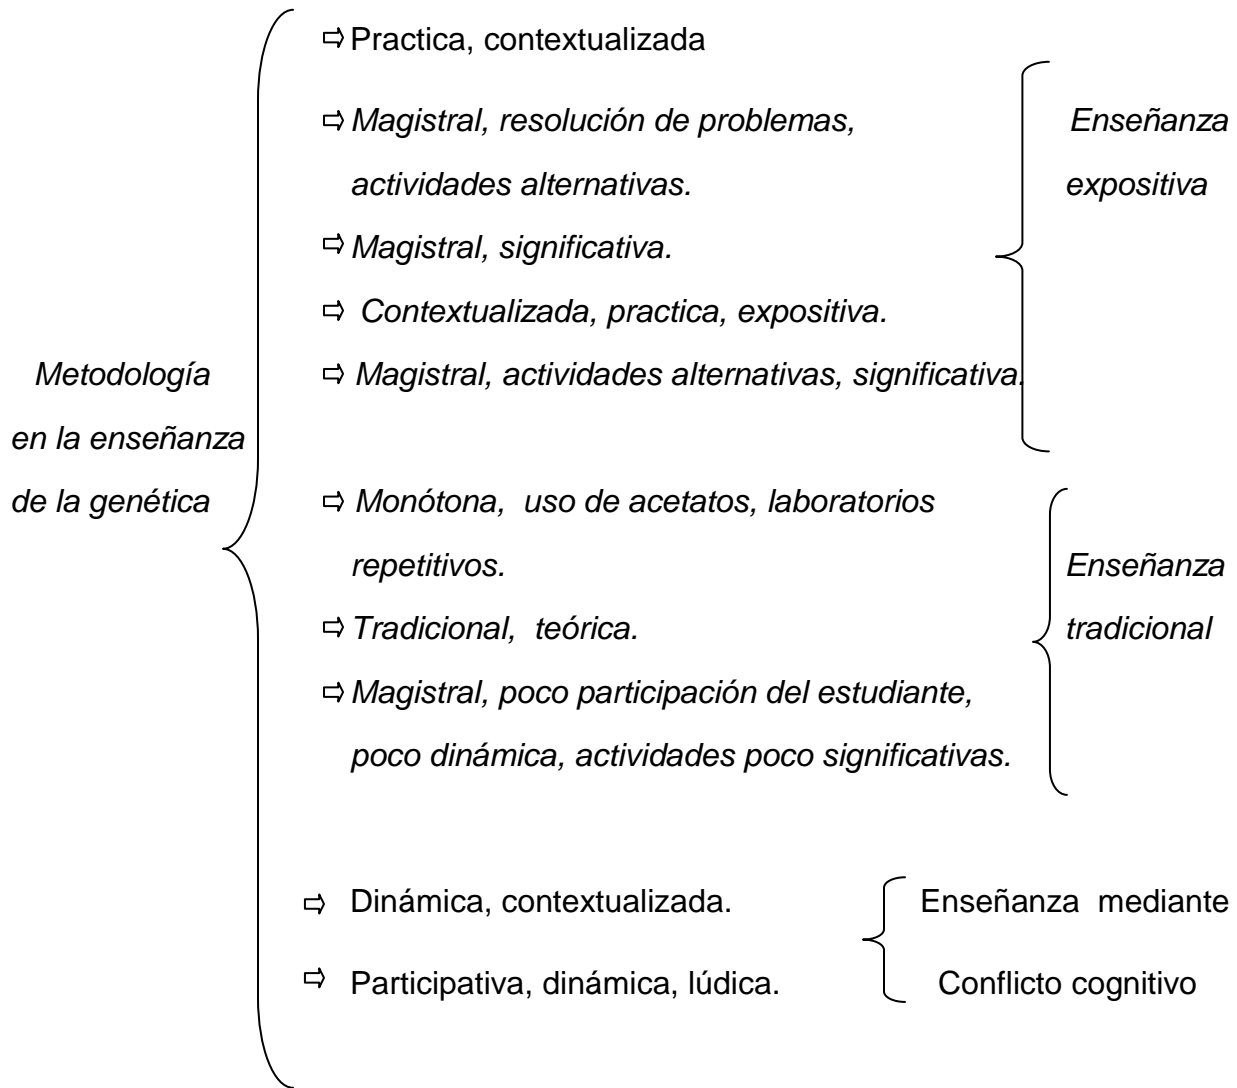 Practica, contextualizada
Magistral, resolución de problemas,
actividades alternativas.
Magistral, significativa.
Contextualizada, practica, expositiva.
Magistral, actividades alternativas, significativa.
Enseñanza
expositiva
Metodología
en la enseñanza
de la genética
Monótona, uso de acetatos, laboratorios
repetitivos.
Tradicional, teórica.
Magistral, poco participación del estudiante,
poco dinámica, actividades poco significativas.
Enseñanza
tradicional
Dinámica, contextualizada.
Participativa, dinámica, lúdica.
Enseñanza mediante
Conflicto cognitivo